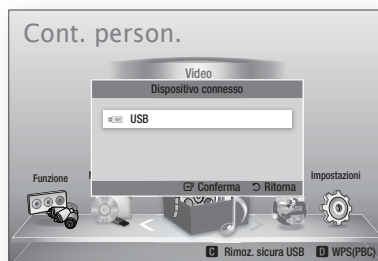 Cont. person.
Video
Dispositivo connesso
USB
Conferma Ritorna
Funzione
Impostazioni
C Rimoz. sicura USB D WPS(PBC)